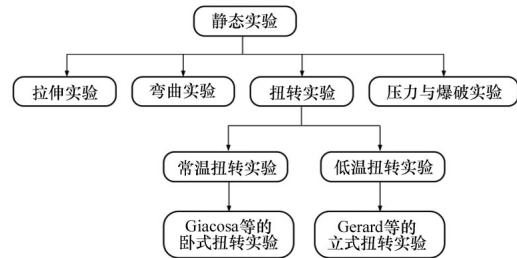 静态实验
拉伸实验
弯曲实验
扭转实验
压力与爆破实验
常温扭转实验
低温扭转实验
Giacosa等的
卧式扭转实验
Gerard等的
立式扭转实验